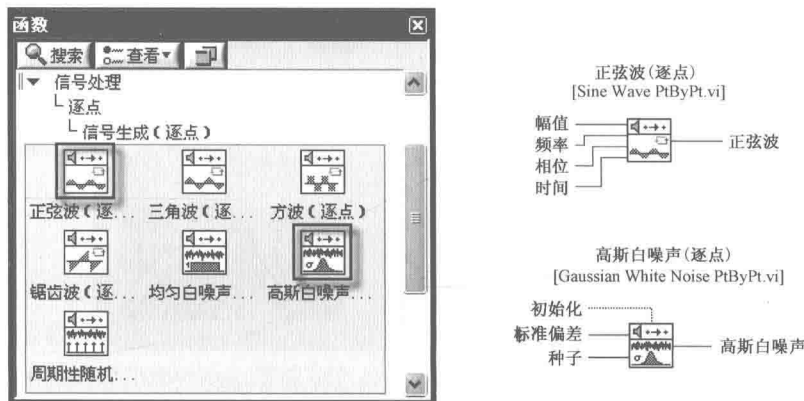 函数
搜索 查看
信号处理
逐点
信号生成(逐点)
正弦波(逐... 三角波(逐... 方波(逐点)
锯齿波(逐... 均匀白噪声... 高斯白噪声...
周期性随机...
正弦波(逐点)
[Sine Wave PtByPt.vi]
幅值
频率
相位
时间
正弦波
高斯白噪声(逐点)
[Gaussian White Noise PtByPt.vi]
初始化
标准偏差
种子
高斯白噪声